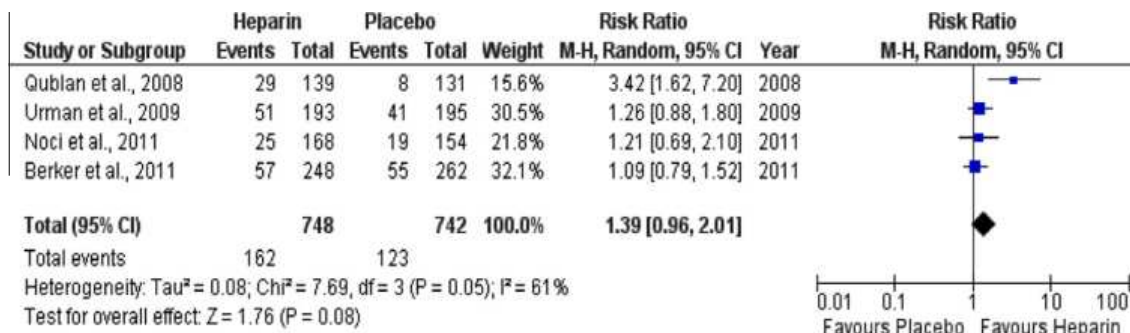 Heparin Placebo Risk Ratio Risk Ratio
Study or Subgroup Events Total Events Total Weight M-H, Random, 95% CI Year M-H, Random, 95% CI
Qublan et al., 2008 29 139 8 131 15.6% 3.42 [1.62, 7.20] 2008
Urman et al., 2009 51 193 41 195 30.5% 1.26 [0.88, 1.80] 2009
Noci et al., 2011 25 168 19 154 21.8% 1.21 [0.69, 2.10] 2011
Berker et al., 2011 57 248 55 262 32.1% 1.09 [0.79, 1.52] 2011
Total (95% CI) 748 742 100.0% 1.39 [0.96, 2.01]
Total events 162 123
Heterogeneity: Tau² = 0.08; Chi² = 7.69, df = 3 (P = 0.05); I² = 61%
Test for overall effect: Z = 1.76 (P = 0.08)
0.01 0.1 1 10 100
Favours Placebo Favours Heparin